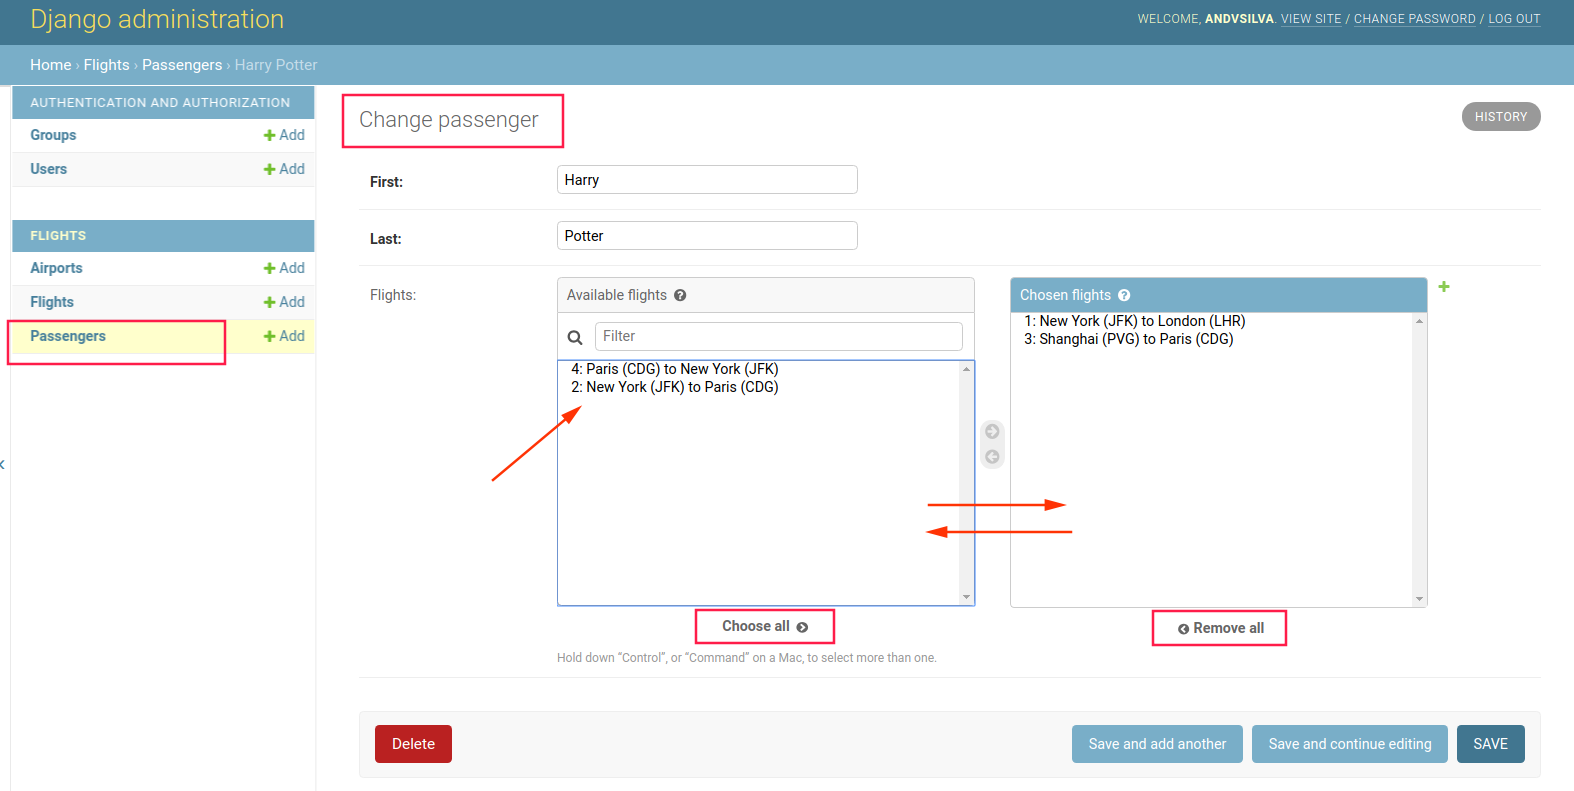 Django administration
WELCOME, ANDVSILVA. VIEW SITE / CHANGE PASSWORD / LOG OUT
Home › Flights › Passengers › Harry Potter
AUTHENTICATION AND AUTHORIZATION
Groups
Add
Users
Add
FLIGHTS
Airports
Add
Flights
Add
Passengers
Add
Change passenger
HISTORY
First:
Harry
Last:
Potter
Flights:
Available flights
Filter
4: Paris (CDG) to New York (JFK)
2: New York (JFK) to Paris (CDG)
Choose all
Chosen flights
1: New York (JFK) to London (LHR)
3: Shanghai (PVG) to Paris (CDG)
Remove all
Hold down “Control”, or “Command” on a Mac, to select more than one.
Delete
Save and add another
Save and continue editing
SAVE